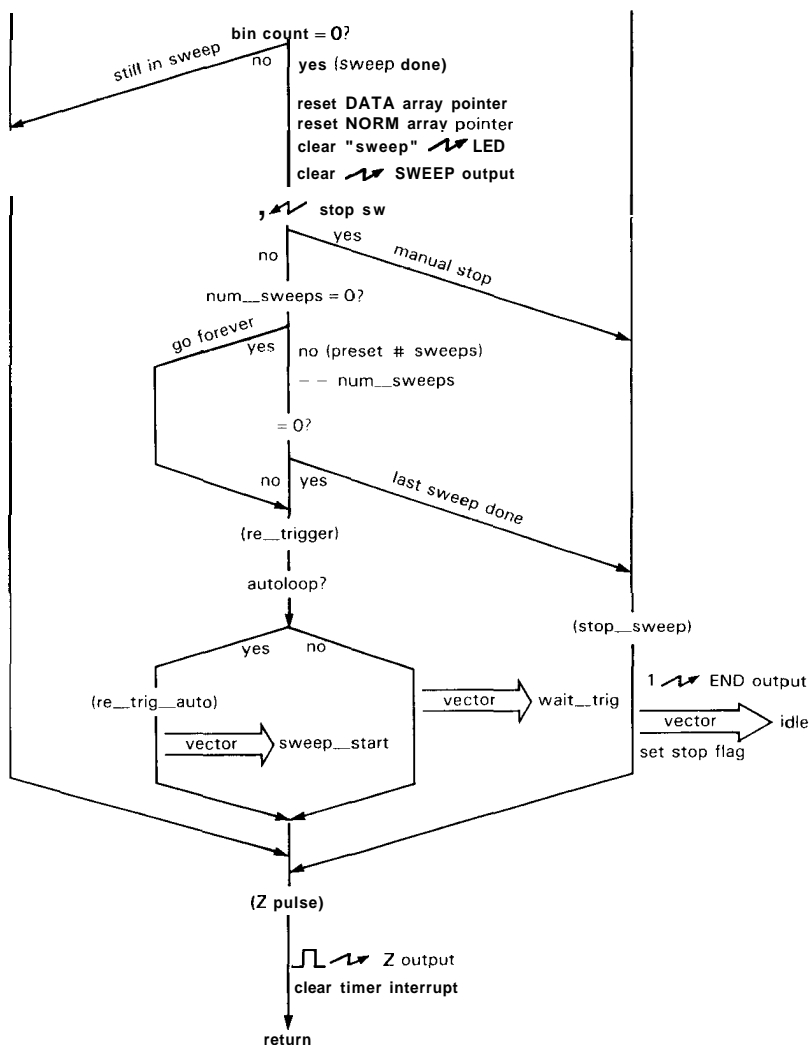 bin count = 0?
still in sweep
no
yes (sweep done)
reset DATA array pointer
reset NORM array pointer
clear "sweep" LED
clear SWEEP output
, stop sw
yes
no
manual stop
num__sweeps = 0?
go forever
yes
no (preset # sweeps)
– – num__sweeps
= 0?
no
yes
last sweep done
(re__trigger)
autoloop?
(stop__sweep)
yes
no
1 END output
(re__trig__auto)
vector
wait__trig
vector
idle
vector
sweep__start
set stop flag
(Z pulse)
Z output
clear timer interrupt
return